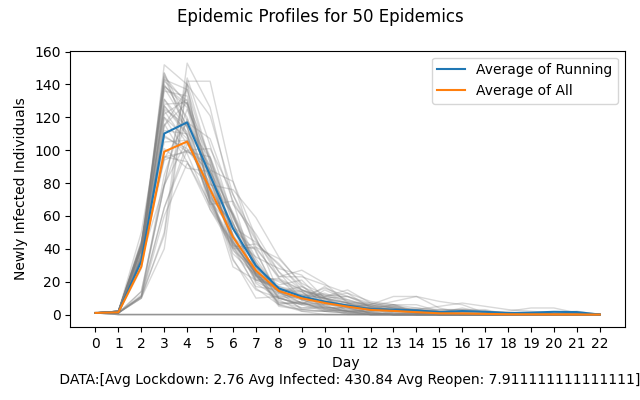 Epidemic Profiles for 50 Epidemics
160
140
120
100
80
60
40
20
0
Newly Infected Individuals
Average of Running
Average of All
0 1 2 3 4 5 6 7 8 9 10 11 12 13 14 15 16 17 18 19 20 21 22
Day
DATA:[Avg Lockdown: 2.76 Avg Infected: 430.84 Avg Reopen: 7.911111111111111]